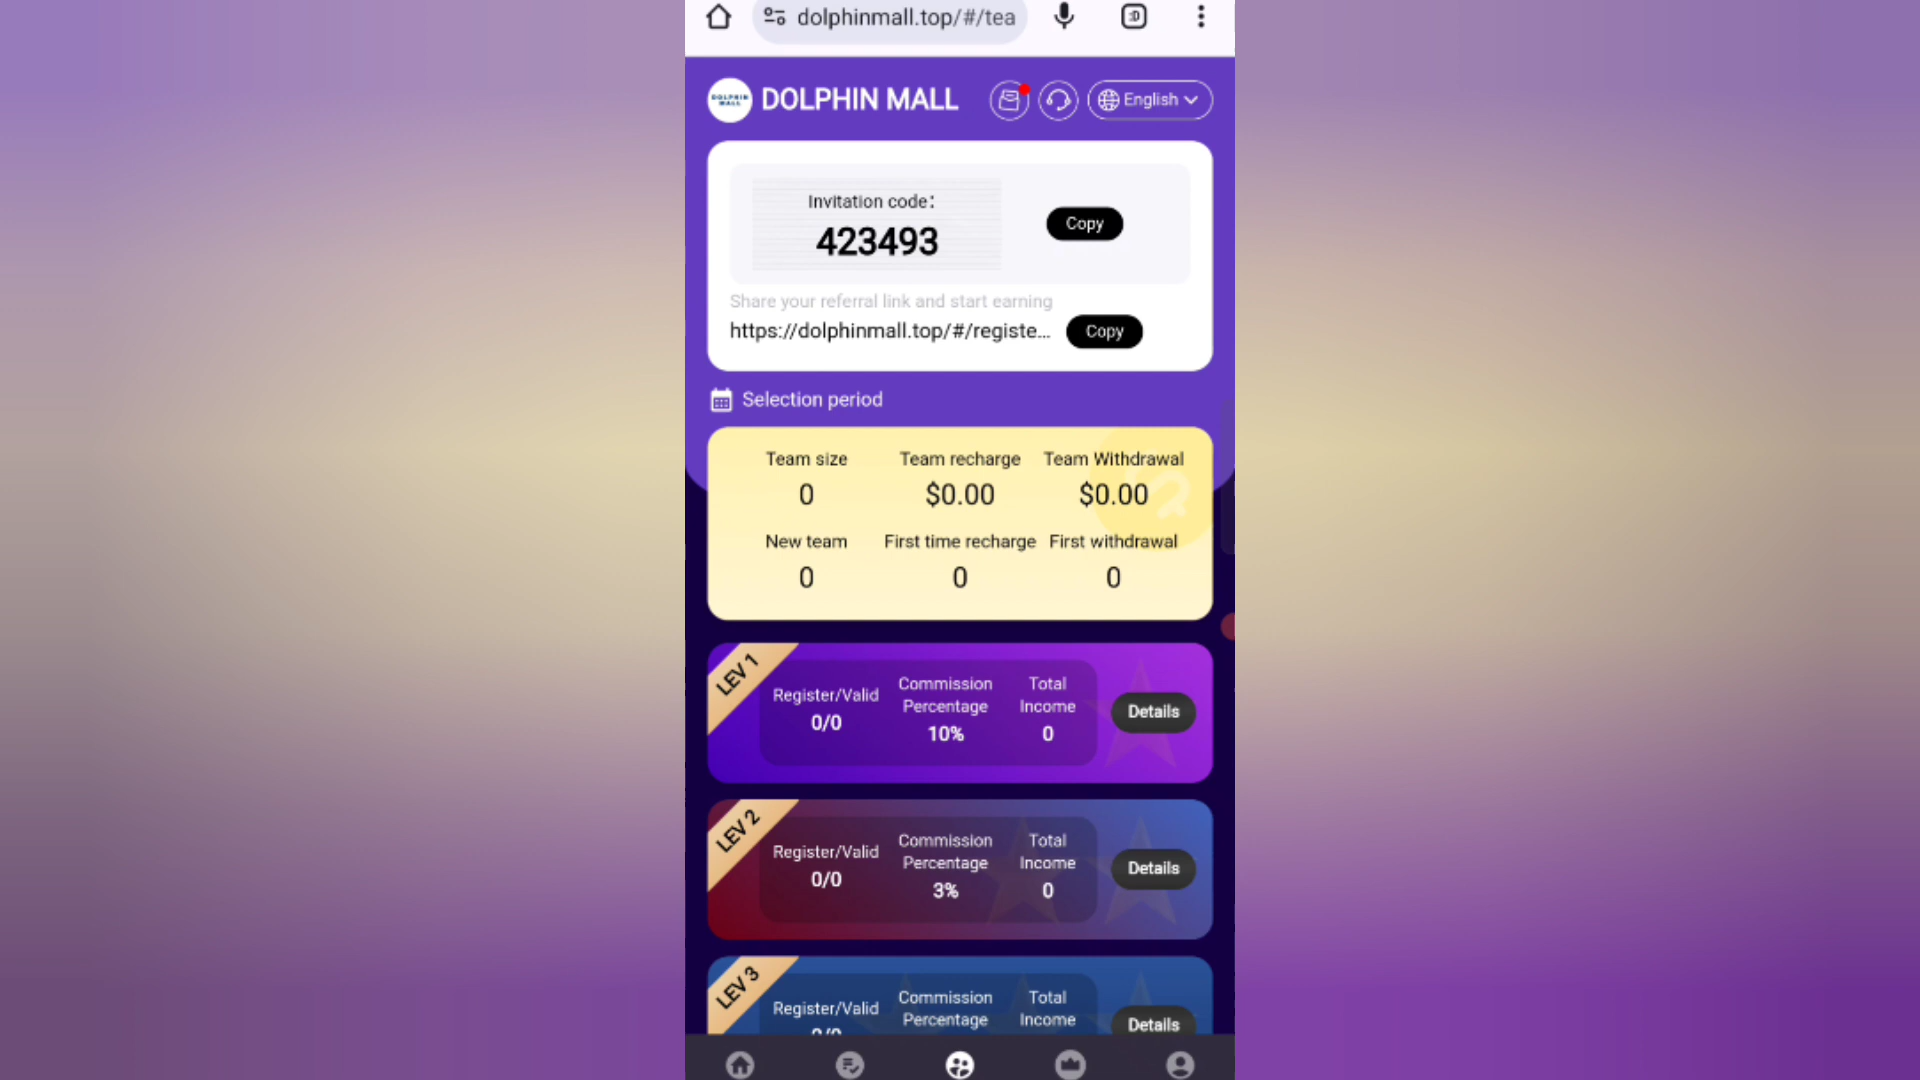 dolphinmall.top/#/tea
:D
DOLPHIN MALL
DOLPHIN MALL
English
Invitation code:
423493
Copy
Share your referral link and start earning
https://dolphinmall.top/#/registe...
Copy
Selection period
Team size
Team recharge
Team Withdrawal
0
$0.00
$0.00
New team
First time recharge
First withdrawal
0
0
0
LEV 1
Register/Valid
Commission
Percentage
Total
Income
0/0
10%
0
Details
LEV 2
Register/Valid
Commission
Percentage
Total
Income
0/0
3%
0
Details
LEV 3
Register/Valid
Commission
Percentage
Total
Income
Details